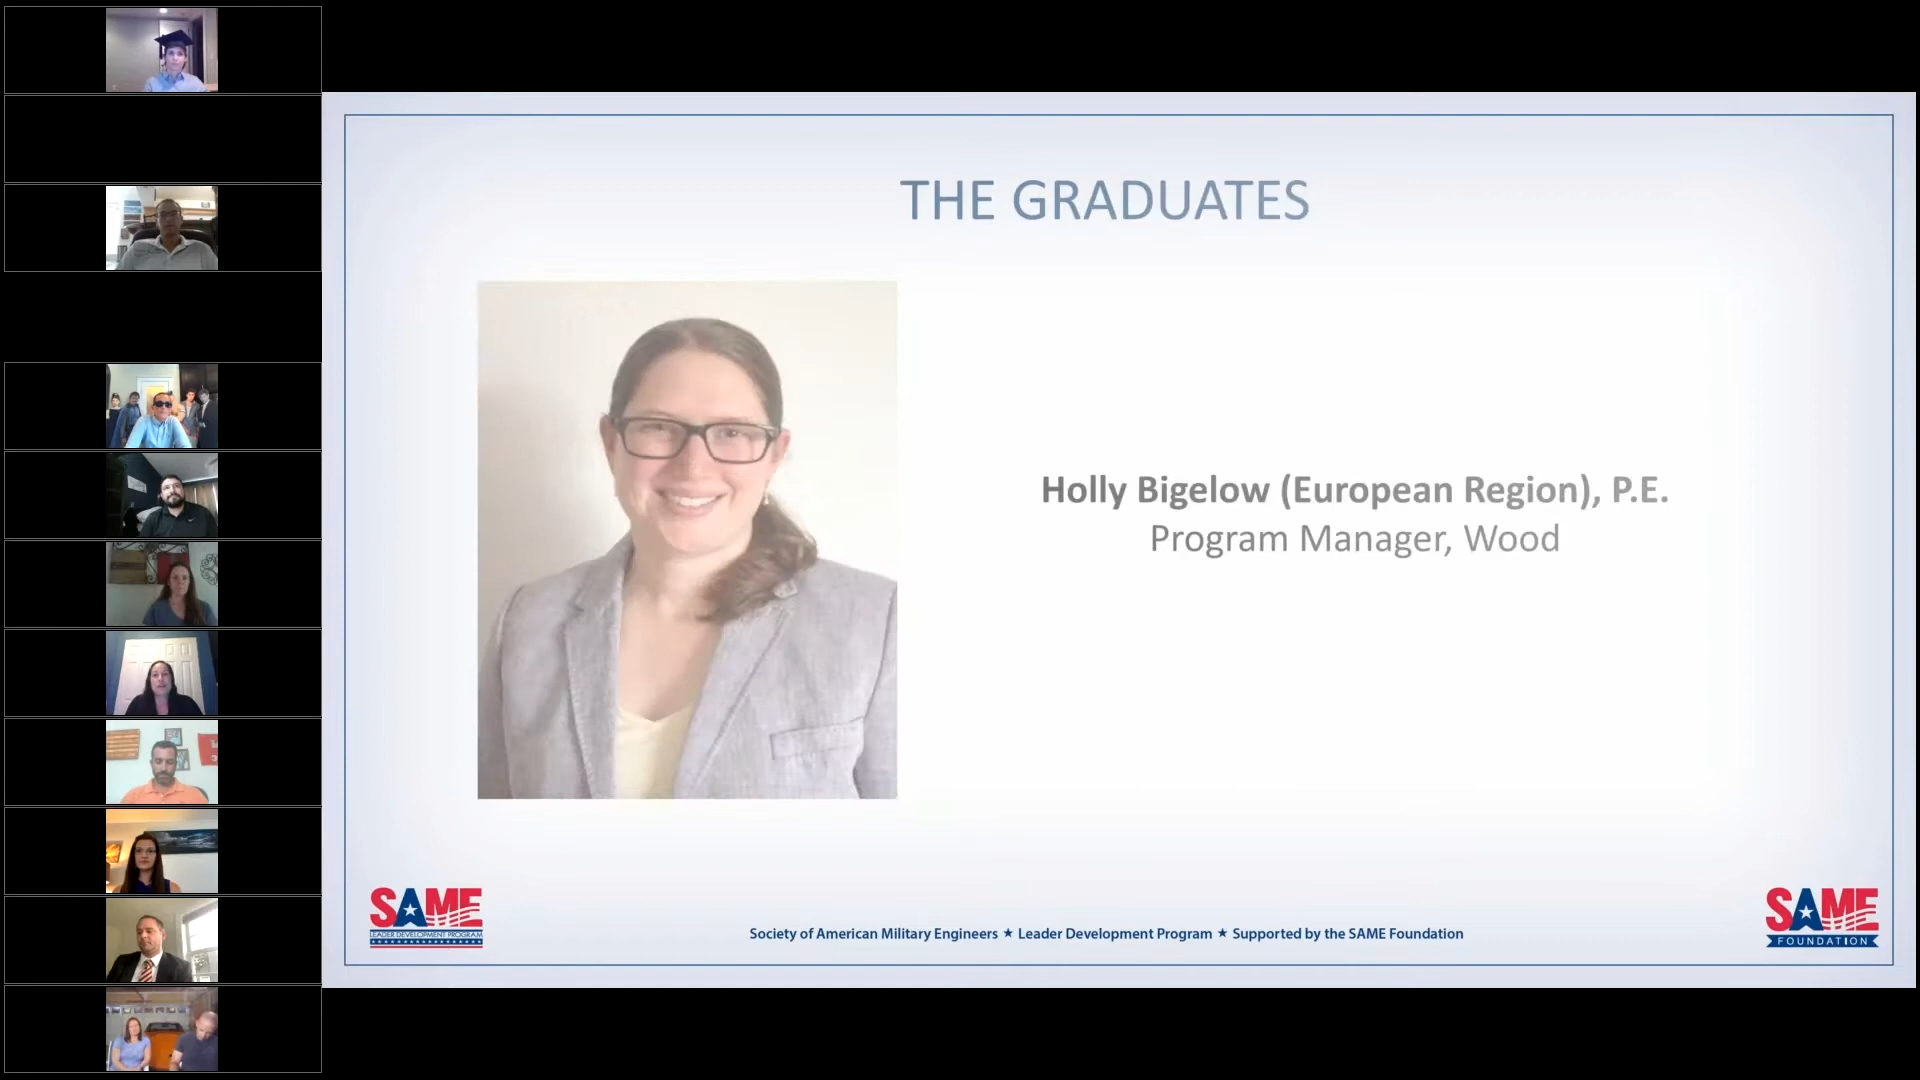 THE GRADUATES
Holly Bigelow (European Region), P.E.
Program Manager, Wood
SAME
LEADER DEVELOPMENT PROGRAM
Society of American Military Engineers ★ Leader Development Program ★ Supported by the SAME Foundation
SAME
FOUNDATION